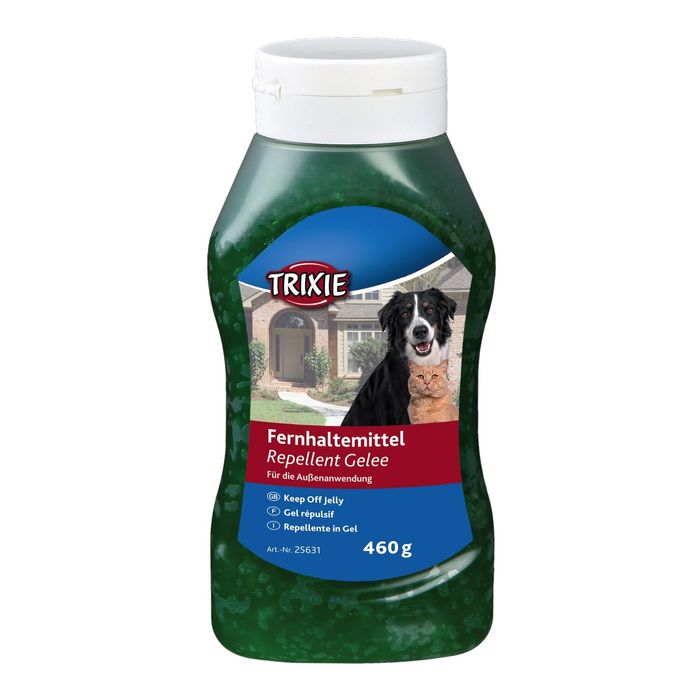 TRIXIE
Fernhaltemittel
Repellent Gelee
Für die Außenanwendung
GB Keep Off Jelly
F Gel répulsif
I Repellente in Gel
Art.-Nr. 25631 460 g